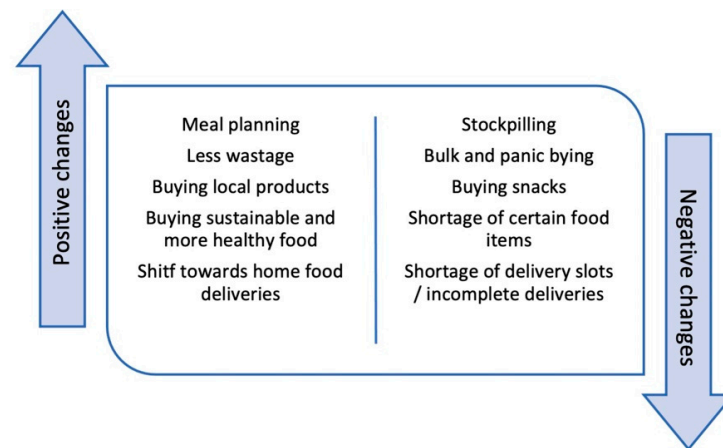 Positive changes
Meal planning
Less wastage
Buying local products
Buying sustainable and
more healthy food
Shitf towards home food
deliveries
Stockpilling
Bulk and panic bying
Buying snacks
Shortage of certain food
items
Shortage of delivery slots
/ incomplete deliveries
Negative changes